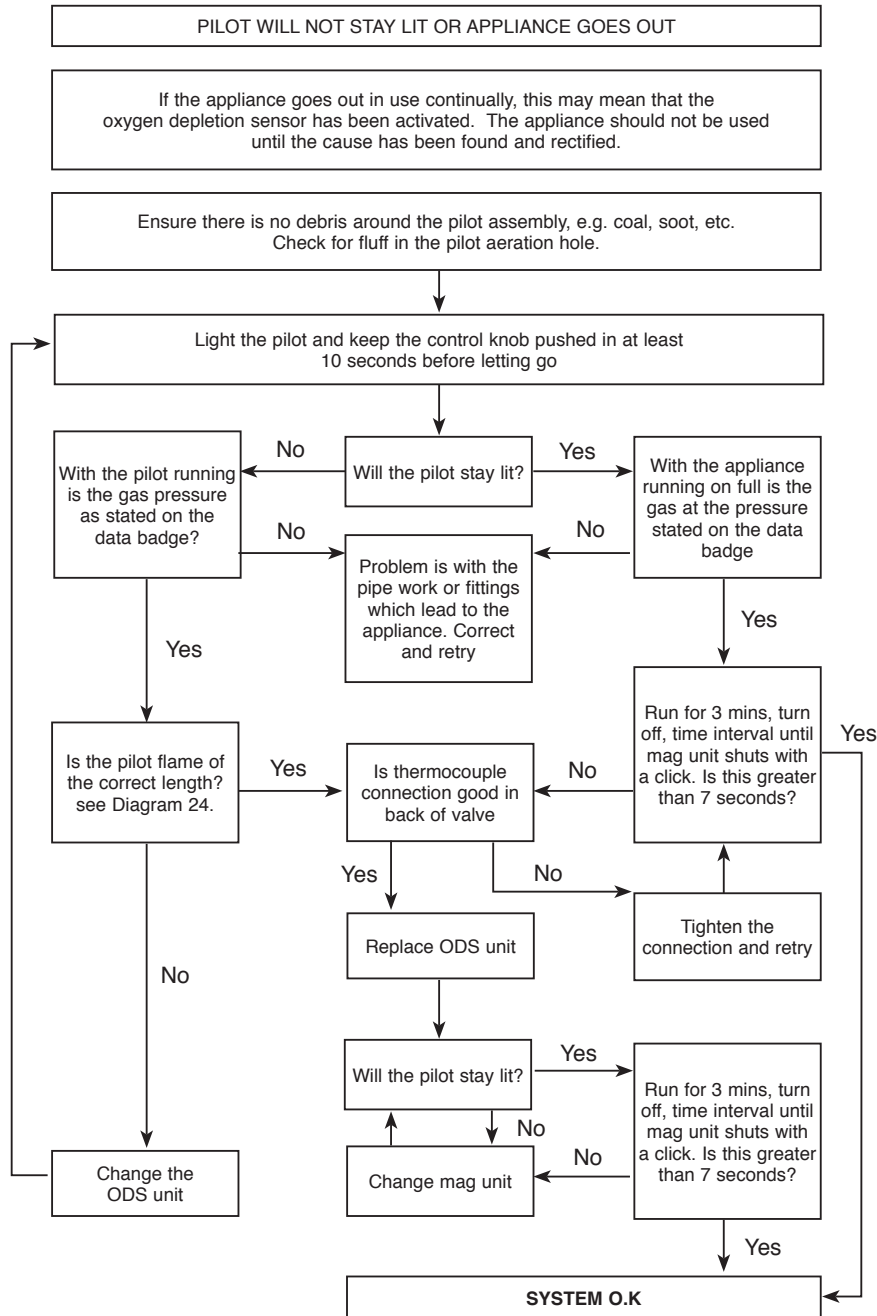 PILOT WILL NOT STAY LIT OR APPLIANCE GOES OUT
If the appliance goes out in use continually, this may mean that the
oxygen depletion sensor has been activated. The appliance should not be used
until the cause has been found and rectified.
Ensure there is no debris around the pilot assembly, e.g. coal, soot, etc.
Check for fluff in the pilot aeration hole.
Light the pilot and keep the control knob pushed in at least
10 seconds before letting go
With the pilot running
is the gas pressure
as stated on the
data badge?
No
Will the pilot stay lit?
Yes
With the appliance
running on full is the
gas at the pressure
stated on the data
badge
No
Problem is with the
pipe work or fittings
which lead to the
appliance. Correct
and retry
No
Yes
Yes
Is the pilot flame of
the correct length?
see Diagram 24.
Yes
Is thermocouple
connection good in
back of valve
No
Run for 3 mins, turn
off, time interval until
mag unit shuts with
a click. Is this greater
than 7 seconds?
Yes
Yes
No
Replace ODS unit
Tighten the
connection and retry
No
Will the pilot stay lit?
Yes
Run for 3 mins, turn
off, time interval until
mag unit shuts with
a click. Is this greater
than 7 seconds?
No
Change the
ODS unit
Change mag unit
No
Yes
SYSTEM O.K